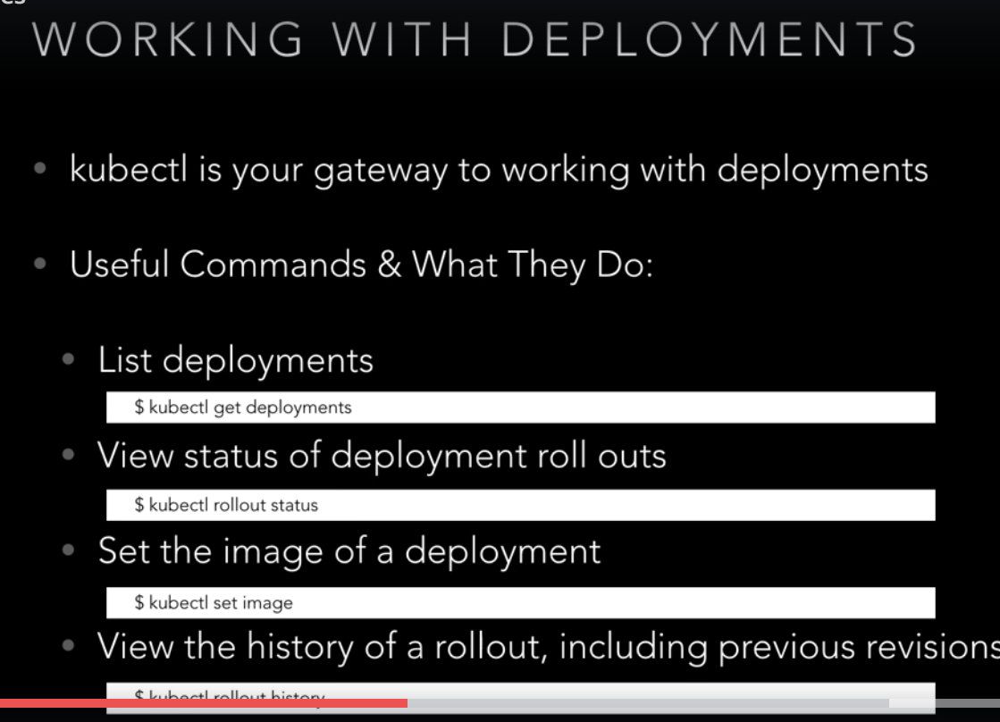 WORKING WITH DEPLOYMENTS
• kubectl is your gateway to working with deployments
• Useful Commands & What They Do:
• List deployments
$ kubectl get deployments
• View status of deployment roll outs
$ kubectl rollout status
• Set the image of a deployment
$ kubectl set image
• View the history of a rollout, including previous revisions
$ kubectl rollout history